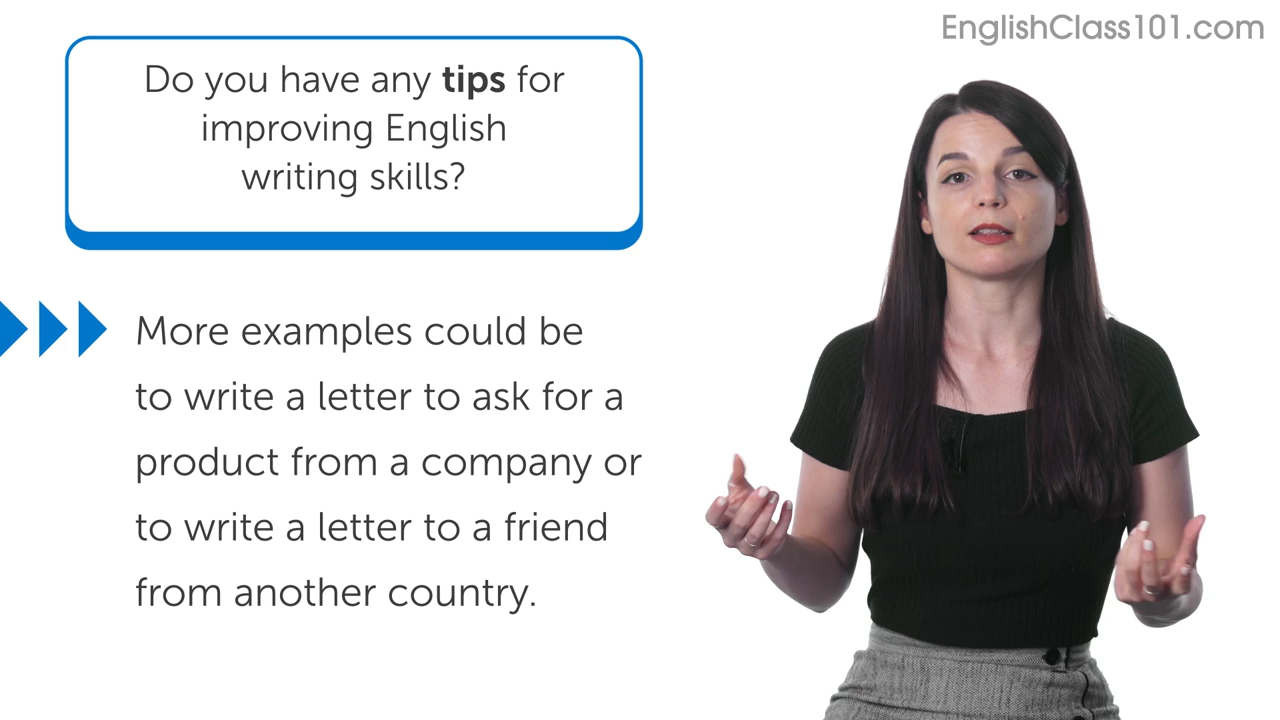 EnglishClass101.com
Do you have any tips for
improving English
writing skills?
More examples could be
to write a letter to ask for a
product from a company or
to write a letter to a friend
from another country.